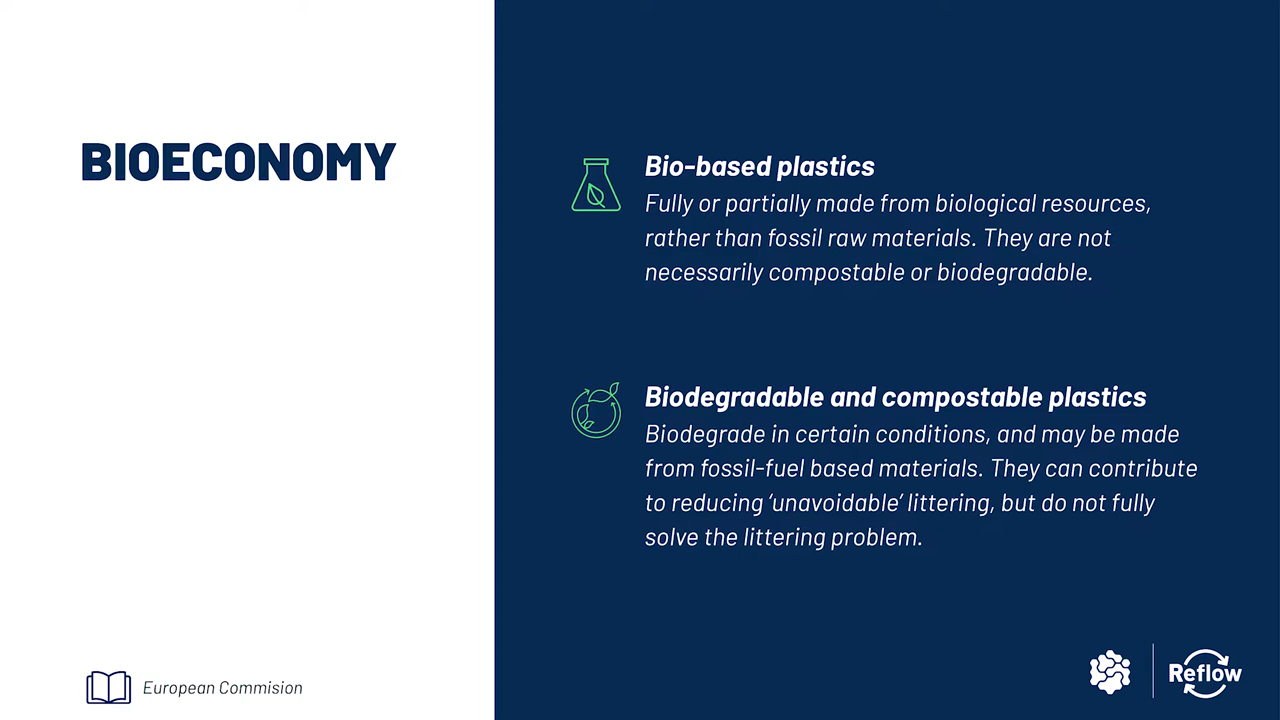 BIOECONOMY
Bio-based plastics
Fully or partially made from biological resources,
rather than fossil raw materials. They are not
necessarily compostable or biodegradable.
Biodegradable and compostable plastics
Biodegrade in certain conditions, and may be made
from fossil-fuel based materials. They can contribute
to reducing ‘unavoidable’ littering, but do not fully
solve the littering problem.
European Commision
Reflow